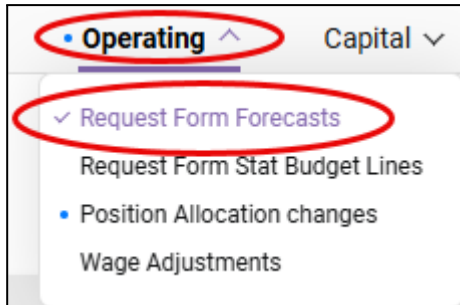 Operating Capital
Request Form Forecasts
Request Form Stat Budget Lines
Position Allocation changes
Wage Adjustments